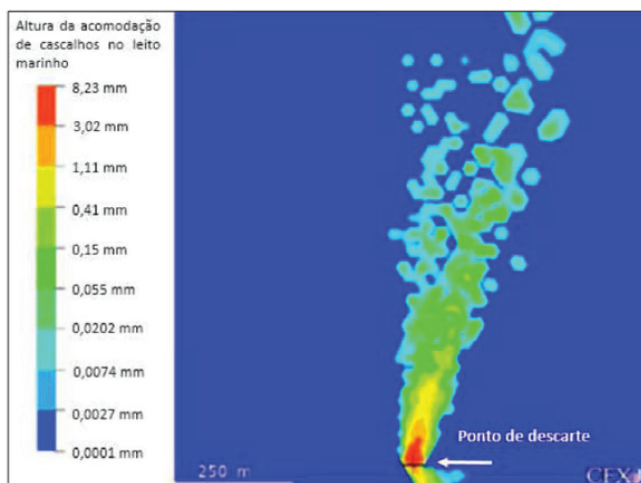 Altura da acomodação
de cascalhos no leito
marinho
8,23 mm
3,02 mm
1,11 mm
0,41 mm
0,15 mm
0,055 mm
0,0202 mm
0,0074 mm
0,0027 mm
0,0001 mm
Ponto de descarte
250 m